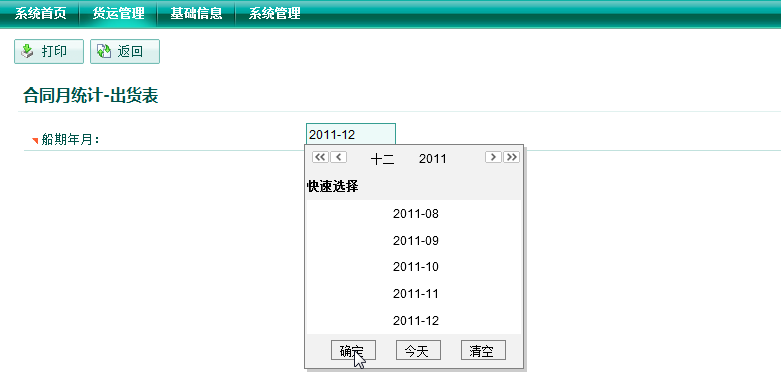 系统首页 货运管理 基础信息 系统管理
打印 返回
合同月统计-出货表
船期年月：
2011-12
十二 2011
快速选择
2011-08
2011-09
2011-10
2011-11
2011-12
确定 今天 清空